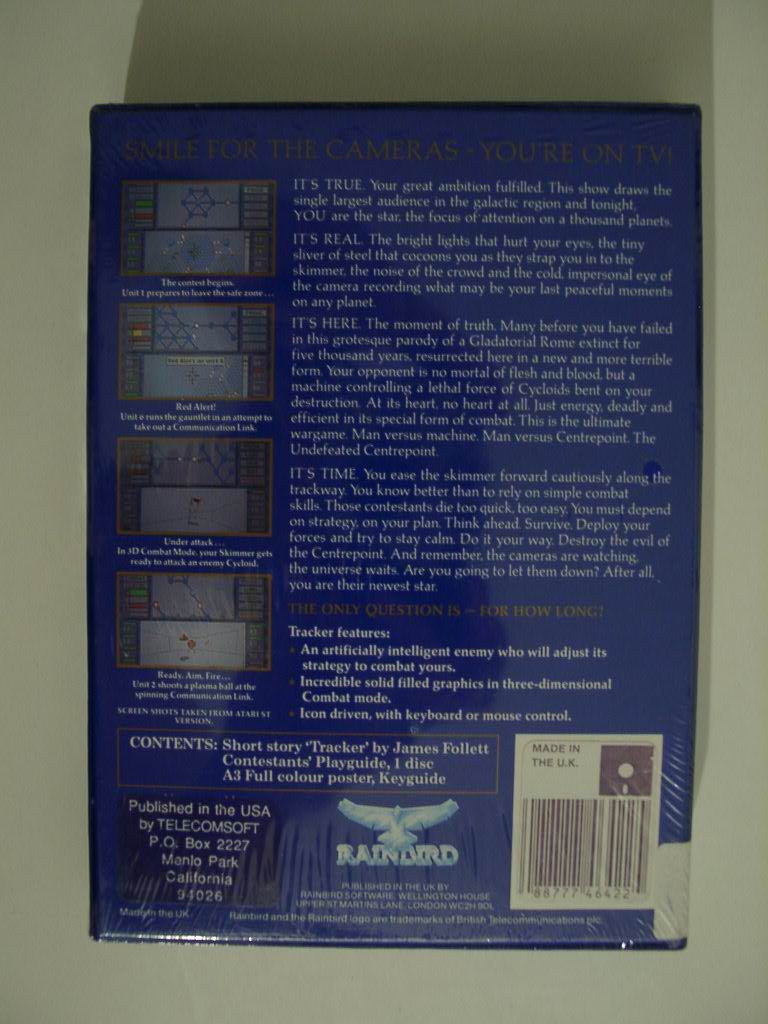 SMILE FOR THE CAMERAS - YOU'RE ON TV!
IT'S TRUE. Your great ambition fulfilled. This show draws the
single largest audience in the galactic region and tonight,
YOU are the star, the focus of attention on a thousand planets.
IT'S REAL. The bright lights that hurt your eyes, the tiny
sliver of steel that cocoons you as they strap you in to the
skimmer, the noise of the crowd and the cold, impersonal eye of
the camera recording what may be your last peaceful moments
on any planet.
IT'S HERE. The moment of truth. Many before you have failed
in this grotesque parody of a Gladatorial Rome extinct for
five thousand years, resurrected here in a new and more terrible
form. Your opponent is no mortal of flesh and blood, but a
machine controlling a lethal force of Cycloids bent on your
destruction. At its heart, no heart at all. Just energy, deadly and
efficient in its special form of combat. This is the ultimate
wargame. Man versus machine. Man versus Centrepoint. The
Undefeated Centrepoint.
IT'S TIME. You ease the skimmer forward cautiously along the
trackway. You know better than to rely on simple combat
skills. Those contestants die too quick, too easy. You must depend
on strategy, on your plan. Think ahead. Survive. Deploy your
forces and try to stay calm. Do it your way. Destroy the evil of
the Centrepoint. And remember, the cameras are watching,
the universe waits. Are you going to let them down? After all,
you are their newest star.
THE ONLY QUESTION IS – FOR HOW LONG?
Tracker features:
An artificially intelligent enemy who will adjust its
strategy to combat yours.
Incredible solid filled graphics in three-dimensional
Combat mode.
Icon driven, with keyboard or mouse control.
The contest begins.
Unit 1 prepares to leave the safe zone...
Red Alert on unit 6
Red Alert!
Unit 6 runs the gauntlet in an attempt to
take out a Communication Link.
Under attack...
In 3D Combat Mode, your Skimmer gets
ready to attack an enemy Cycloid.
Ready. Aim. Fire...
Unit 2 shoots a plasma ball at the
spinning Communication Link.
SCREEN SHOTS TAKEN FROM ATARI ST
VERSION.
CONTENTS: Short story 'Tracker' by James Follett
Contestants' Playguide, 1 disc
A3 Full colour poster, Keyguide
MADE IN
THE U.K.
88777 46422
Published in the USA
by TELECOMSOFT
P.O. Box 2227
Menlo Park
California
94026
RAINBIRD
PUBLISHED IN THE UK BY
RAINBIRD SOFTWARE, WELLINGTON HOUSE
UPPER ST MARTINS LANE, LONDON WC2H 9DL
Made in the UK
Rainbird and the Rainbird logo are trademarks of British Telecommunications plc.